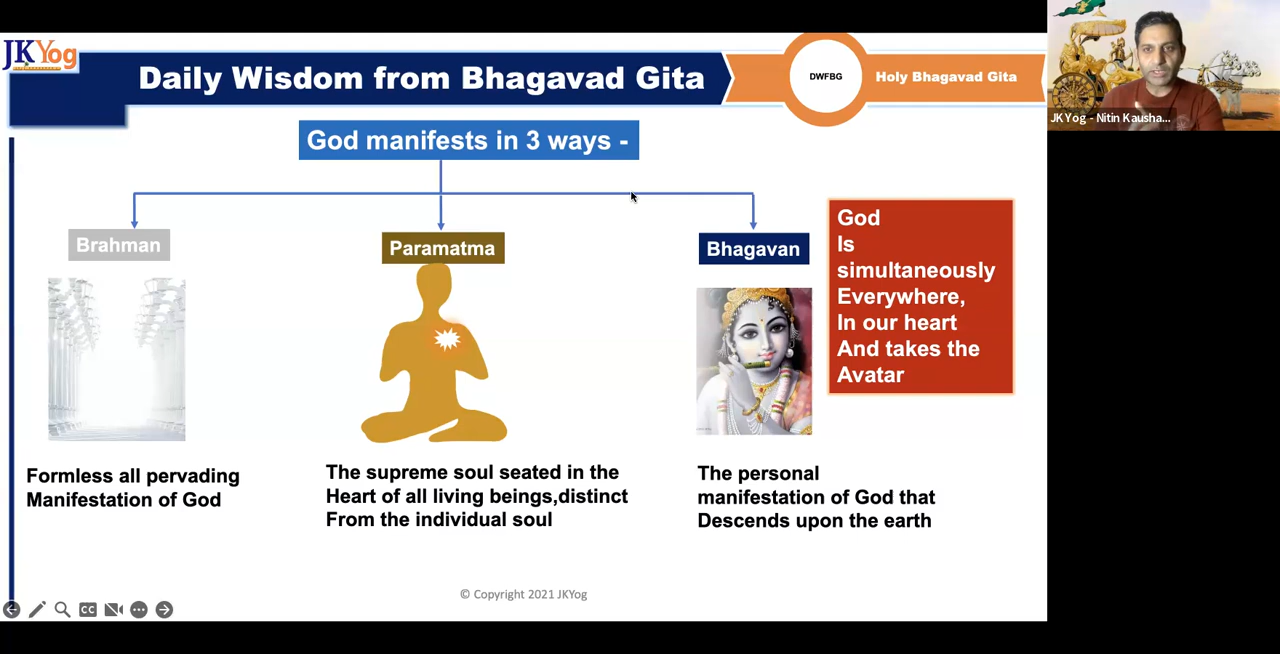 JKYog
Daily Wisdom from Bhagavad Gita
DWFBG
Holy Bhagavad Gita
JKYog - Nitin Kausha...
God manifests in 3 ways -
Brahman
Paramatma
Bhagavan
God
Is
simultaneously
Everywhere,
In our heart
And takes the
Avatar
Formless all pervading
Manifestation of God
The supreme soul seated in the
Heart of all living beings,distinct
From the individual soul
The personal
manifestation of God that
Descends upon the earth
© Copyright 2021 JKYog
CC